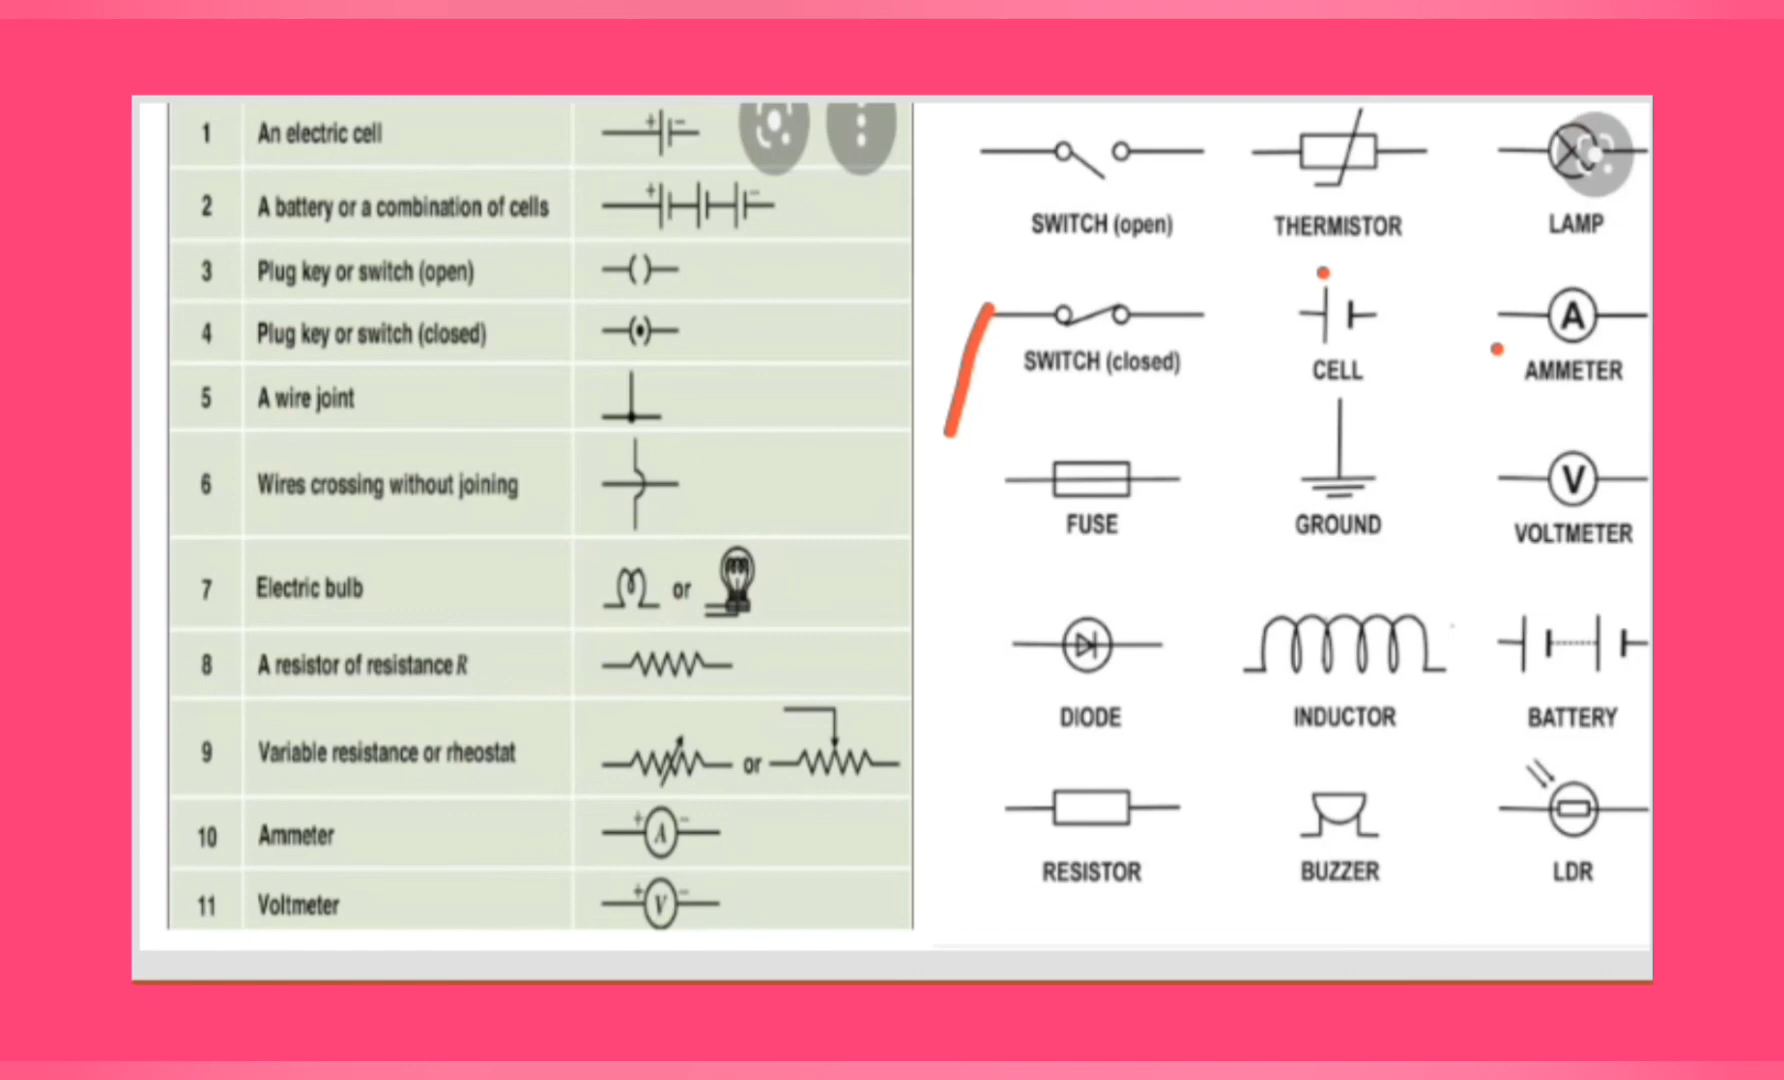 1 An electric cell + -
2 A battery or a combination of cells + -
3 Plug key or switch (open)
4 Plug key or switch (closed)
5 A wire joint
6 Wires crossing without joining
7 Electric bulb or
8 A resistor of resistance R
9 Variable resistance or rheostat or
10 Ammeter + A -
11 Voltmeter + V -
SWITCH (open) THERMISTOR LAMP
A
SWITCH (closed) CELL AMMETER
V
FUSE GROUND VOLTMETER
DIODE INDUCTOR BATTERY
RESISTOR BUZZER LDR